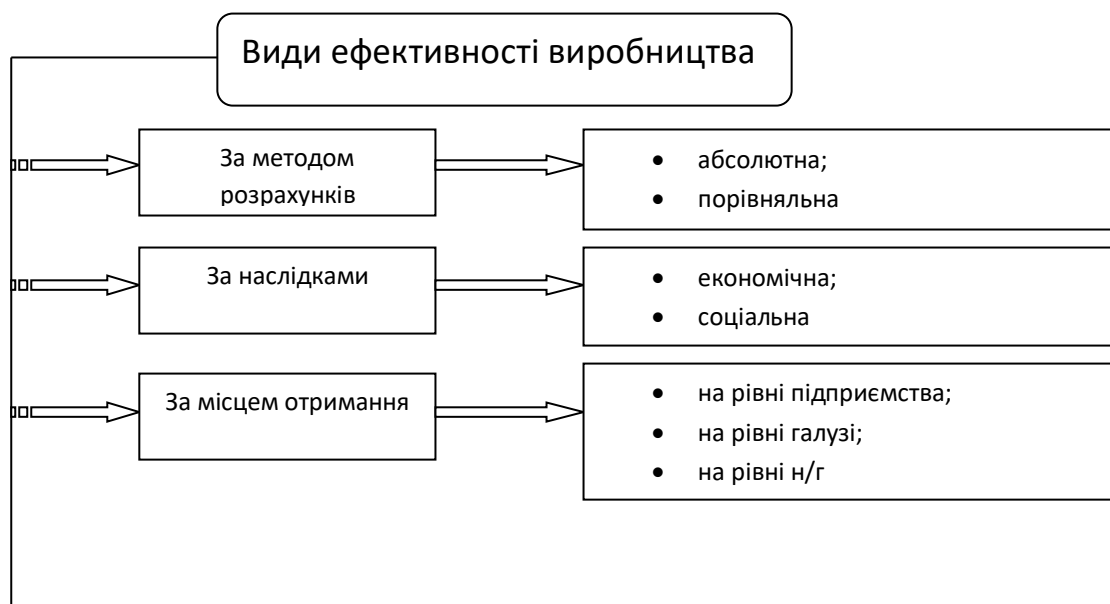 Види ефективності виробництва
За методом
розрахунків
• абсолютна;
• порівняльна
За наслідками
• економічна;
• соціальна
За місцем отримання
• на рівні підприємства;
• на рівні галузі;
• на рівні н/г